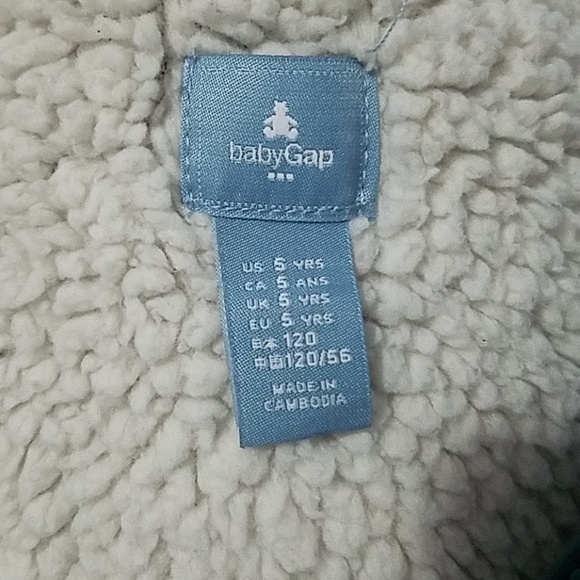 babyGap
US 5 YRS
CA 5 ANS
UK 5 YRS
EU 5 YRS
日本 120
中国 120/56
MADE IN
CAMBODIA